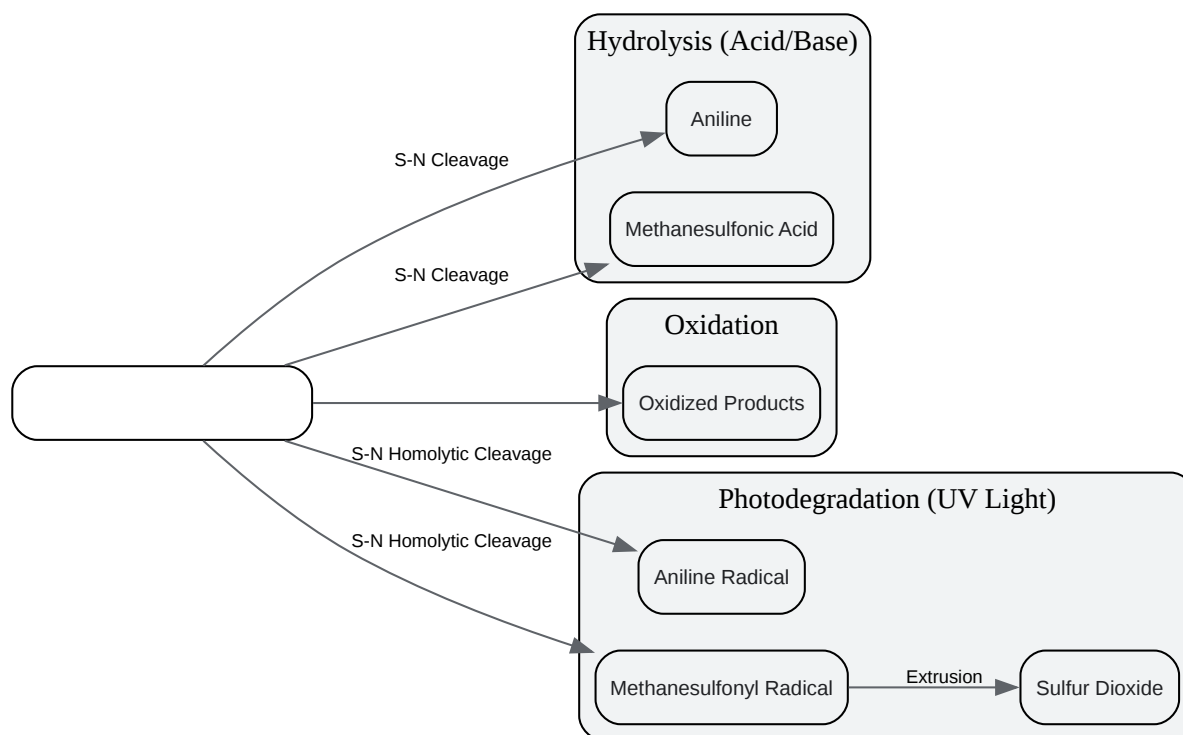 Hydrolysis (Acid/Base)
Aniline
S-N Cleavage
Methanesulfonic Acid
S-N Cleavage
Oxidation
Oxidized Products
S-N Homolytic Cleavage
Photodegradation (UV Light)
S-N Homolytic Cleavage
Aniline Radical
Methanesulfonyl Radical
Extrusion
Sulfur Dioxide